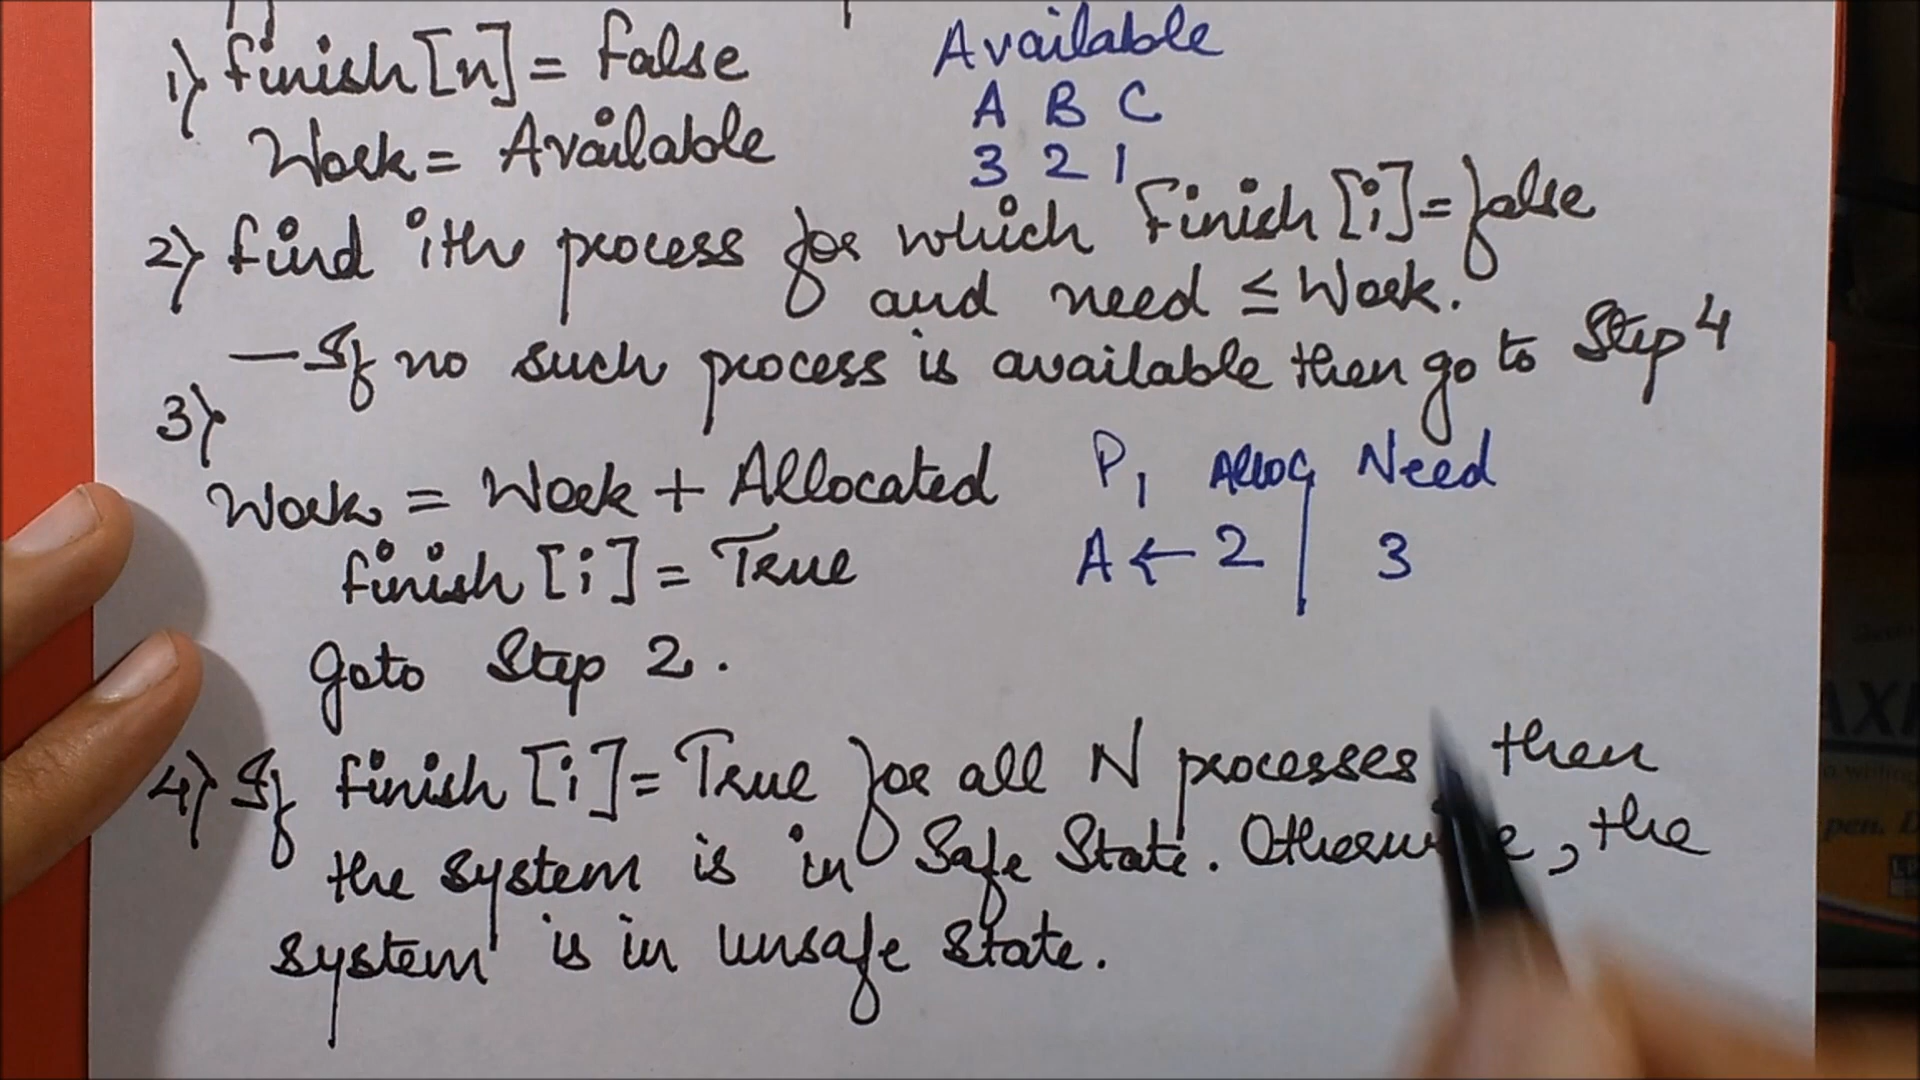 1) finish [n] = False
Work = Available
Available
A B C
3 2 1
2) find ith process for which Finish [i] = false
and need ≤ Work.
— If no such process is available then go to Step 4
3)
Work = Work + Allocated
finish [i] = True
Goto Step 2.
P1 Alloc Need
A ← 2 3
4) If finish [i] = True for all N processes then
the system is in Safe State. Otherwise, the
system is in unsafe state.
pen.